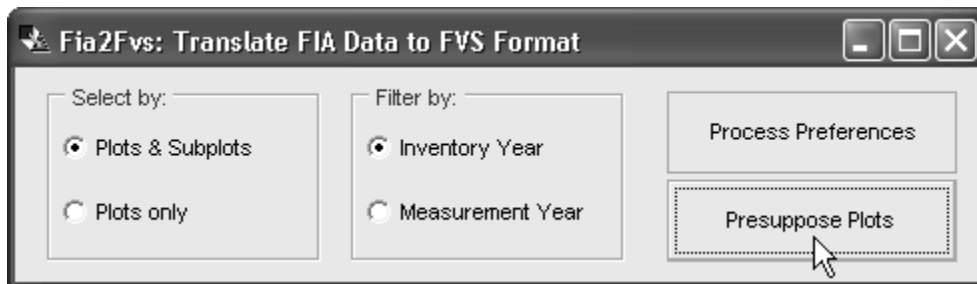 Fia2Fvs: Translate FIA Data to FVS Format
Select by:
Plots & Subplots
Plots only
Filter by:
Inventory Year
Measurement Year
Process Preferences
Presuppose Plots